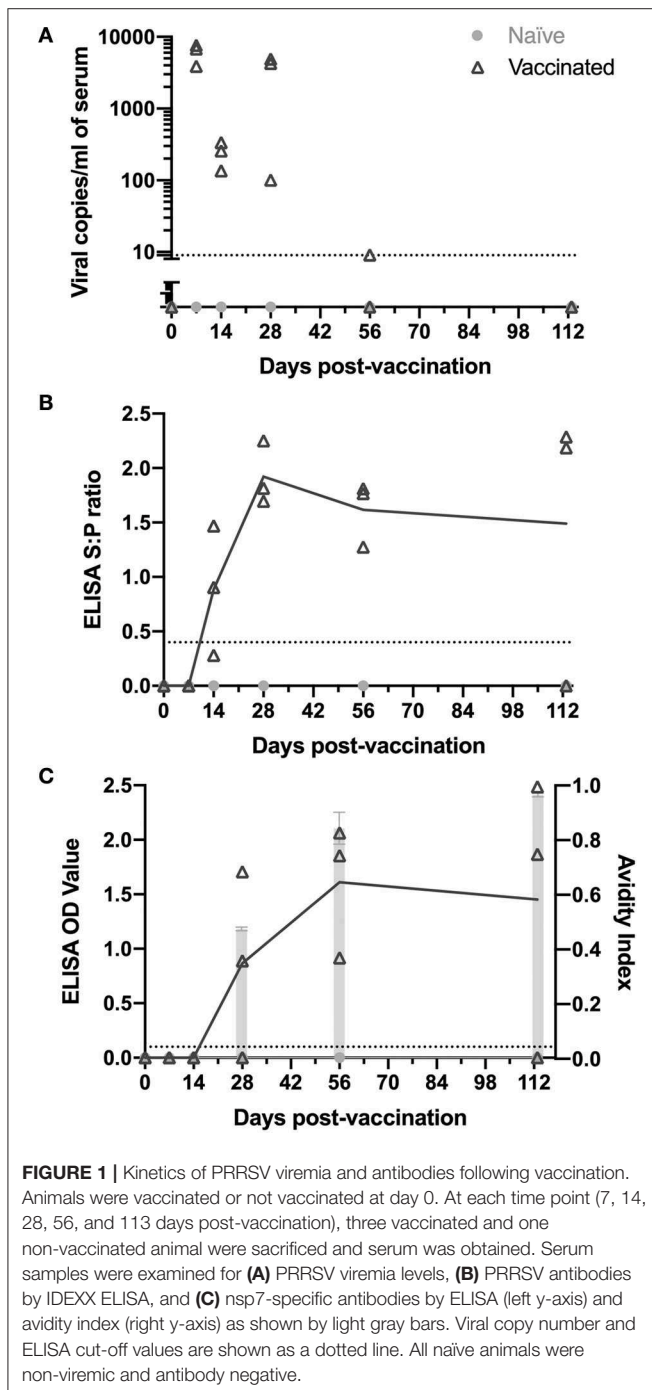 A
Naïve
Vaccinated
Viral copies/ml of serum
10000
1000
100
10
0 14 28 42 56 70 84 98 112
Days post-vaccination
B
ELISA S:P ratio
2.5
2.0
1.5
1.0
0.5
0.0
0 14 28 42 56 70 84 98 112
Days post-vaccination
C
ELISA OD Value
2.5
2.0
1.5
1.0
0.5
0.0
Avidity Index
1.0
0.8
0.6
0.4
0.2
0.0
0 14 28 42 56 70 84 98 112
Days post-vaccination
FIGURE 1 | Kinetics of PRRSV viremia and antibodies following vaccination.
Animals were vaccinated or not vaccinated at day 0. At each time point (7, 14,
28, 56, and 113 days post-vaccination), three vaccinated and one
non-vaccinated animal were sacrificed and serum was obtained. Serum
samples were examined for (A) PRRSV viremia levels, (B) PRRSV antibodies
by IDEXX ELISA, and (C) nsp7-specific antibodies by ELISA (left y-axis) and
avidity index (right y-axis) as shown by light gray bars. Viral copy number and
ELISA cut-off values are shown as a dotted line. All naïve animals were
non-viremic and antibody negative.